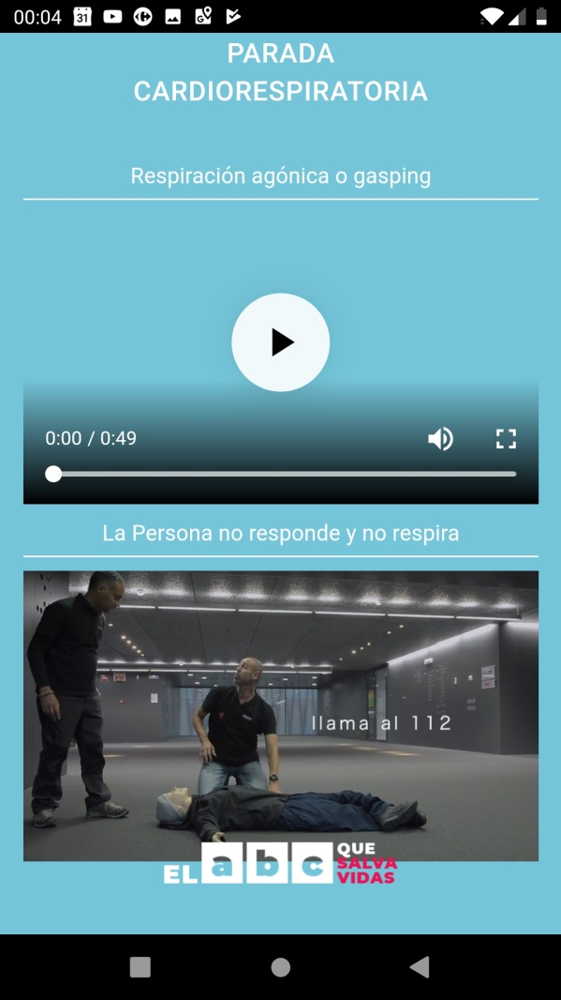 00:04
31
G
PARADA
CARDIORESPIRATORIA
Respiración agónica o gasping
0:00 / 0:49
La Persona no responde y no respira
llama al 112
EL abc QUE
SALVA
VIDAS